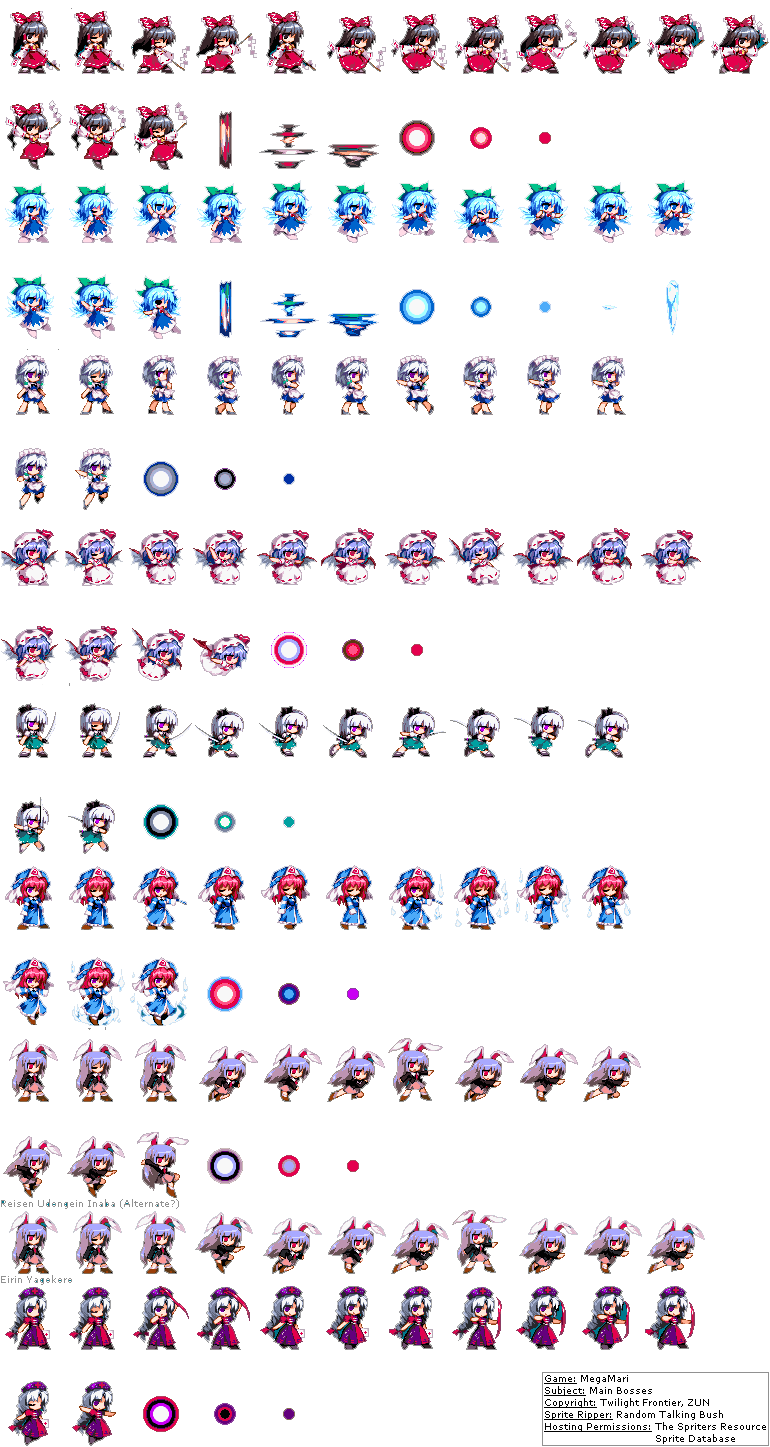 Reisen Udongein Inaba (Alternate?)
Eirin Yagokoro
Game: MegaMari
Subject: Main Bosses
Copyright: Twilight Frontier, ZUN
Sprite Ripper: Random Talking Bush
Hosting Permissions: The Spriters Resource
Sprite Database